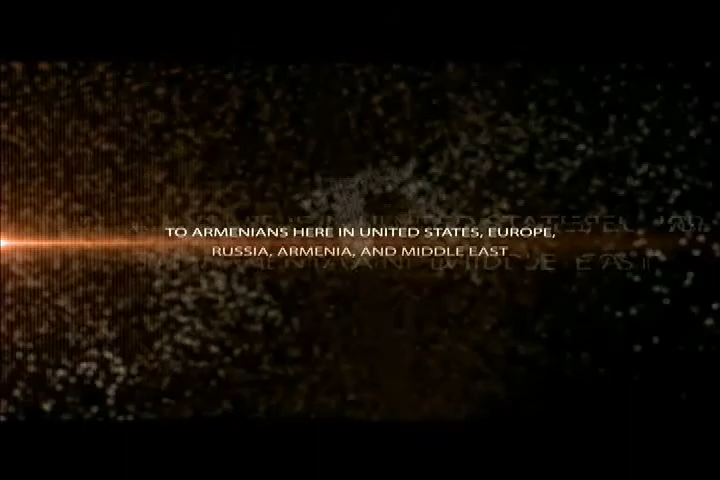 TO ARMENIANS HERE IN UNITED STATES, EUROPE,
RUSSIA, ARMENIA, AND MIDDLE EAST